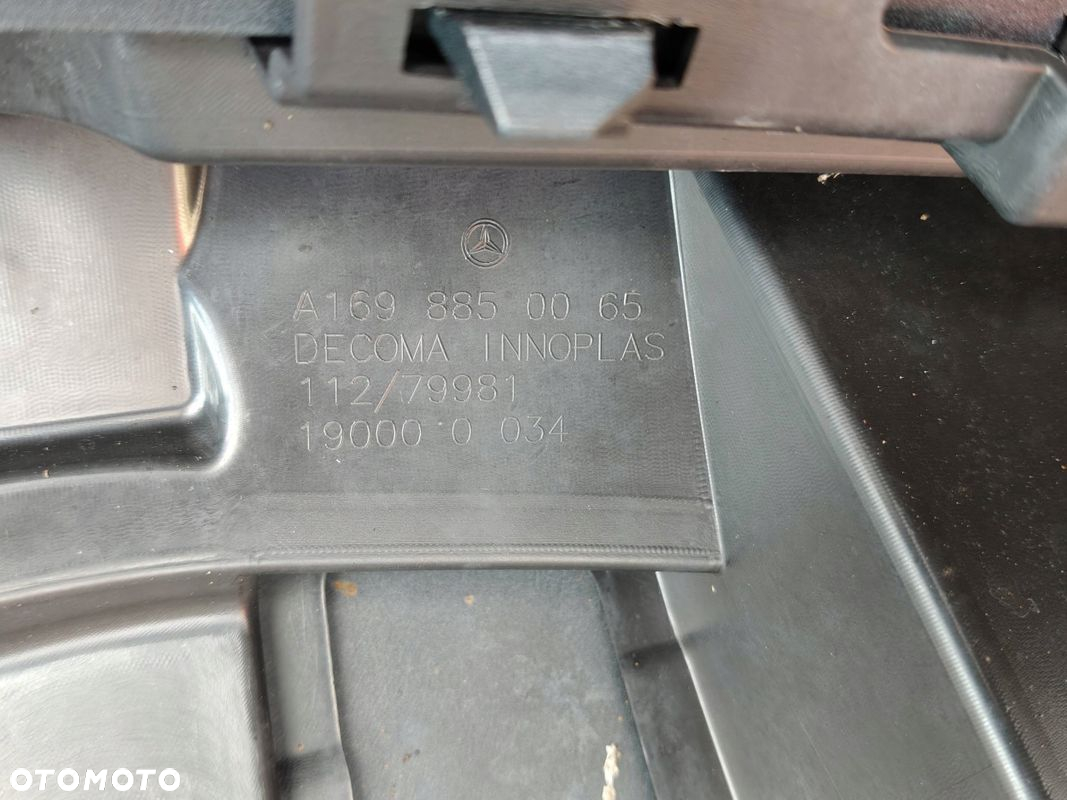 A169 885 00 65
DECOMA INNOPLAS
112/79981
19000 0 034
OTOMOTO